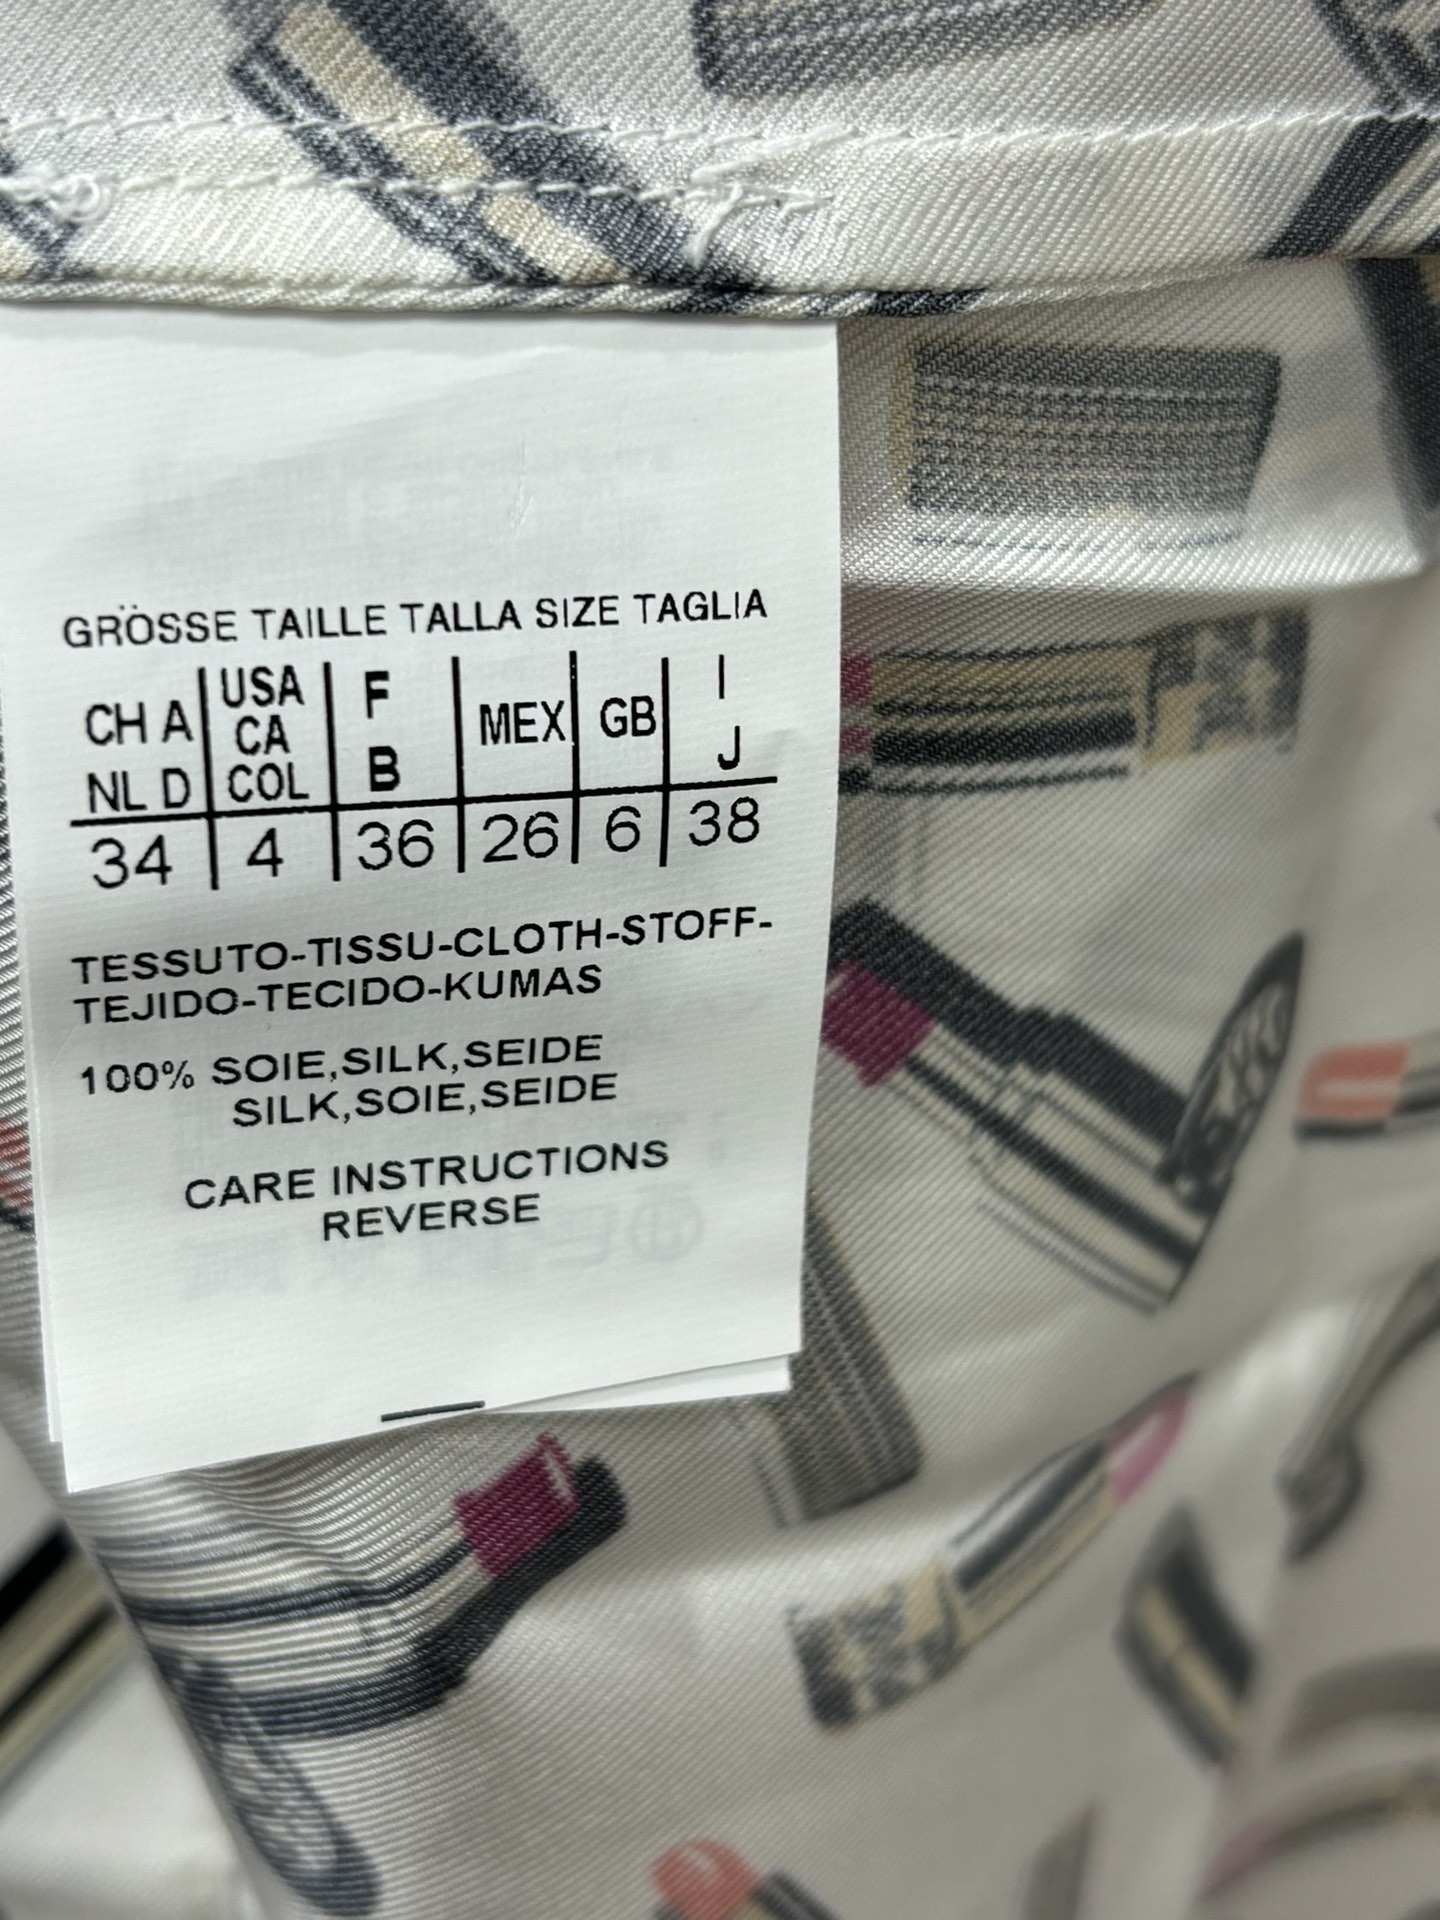 GRÖSSE TAILLE TALLA SIZE TAGLIA
CH A USA F MEX GB I
CA
NL D COL B J
34 4 36 26 6 38
TESSUTO-TISSU-CLOTH-STOFF-
TEJIDO-TECIDO-KUMAS
100% SOIE,SILK,SEIDE
SILK,SOIE,SEIDE
CARE INSTRUCTIONS
REVERSE